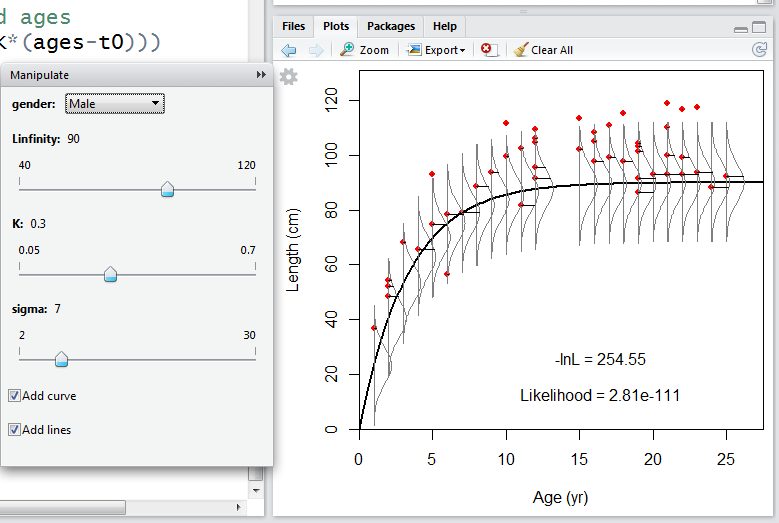 d ages
K*(ages-t0)))
Manipulate
gender: Male
Linfinity: 90
40 120
K: 0.3
0.05 0.7
sigma: 7
2 30
Add curve
Add lines
Files Plots Packages Help
Zoom Export Clear All
120
100
80
60
40
20
0
Length (cm)
-lnL = 254.55
Likelihood = 2.81e-111
0 5 10 15 20 25
Age (yr)